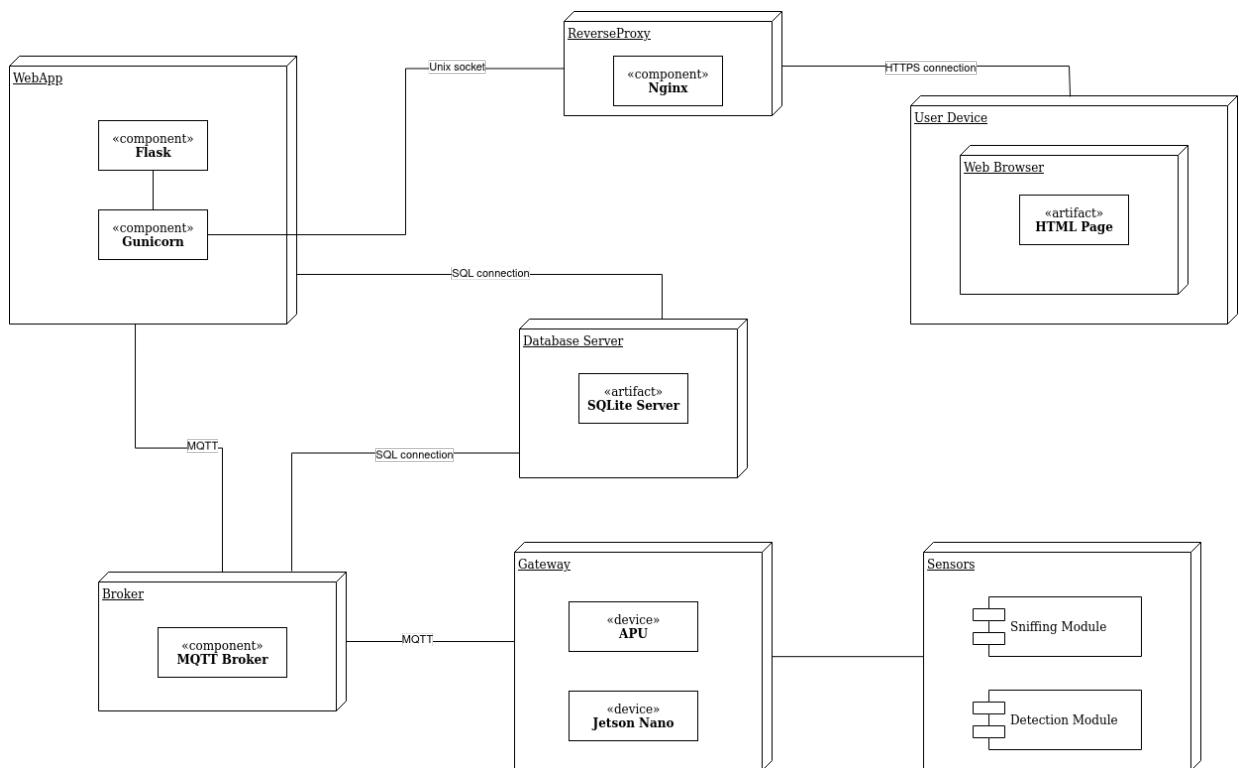 ReverseProxy
«component»
Nginx
Unix socket
HTTPS connection
WebApp
«component»
Flask
«component»
Gunicorn
User Device
Web Browser
«artifact»
HTML Page
SQL connection
Database Server
«artifact»
SQLite Server
MQTT
SQL connection
Broker
«component»
MQTT Broker
MQTT
Gateway
«device»
APU
«device»
Jetson Nano
Sensors
Sniffing Module
Detection Module